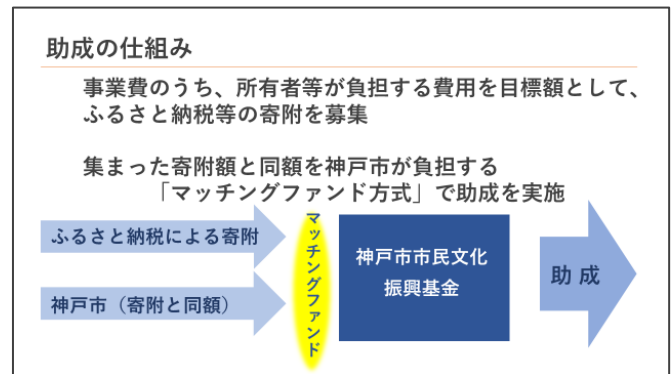 助成の仕組み
事業費のうち、所有者等が負担する費用を目標額として、
ふるさと納税等の寄附を募集
集まった寄附額と同額を神戸市が負担する
「マッチングファンド方式」で助成を実施
ふるさと納税による寄附
神戸市（寄附と同額）
マッチングファンド
神戸市市民文化
振興基金
助成